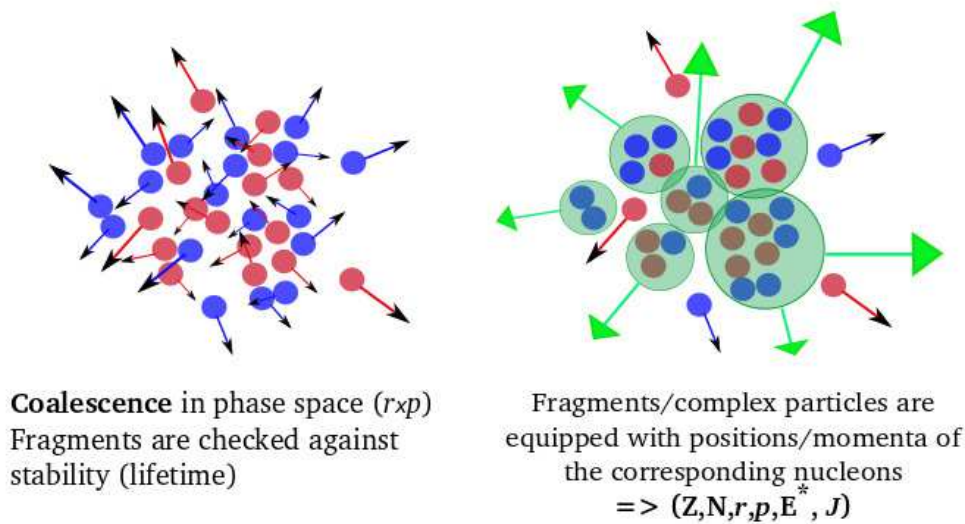 Coalescence in phase space (rxp)
Fragments are checked against
stability (lifetime)
Fragments/complex particles are
equipped with positions/momenta of
the corresponding nucleons
=> (Z,N,r,p,E*, J)